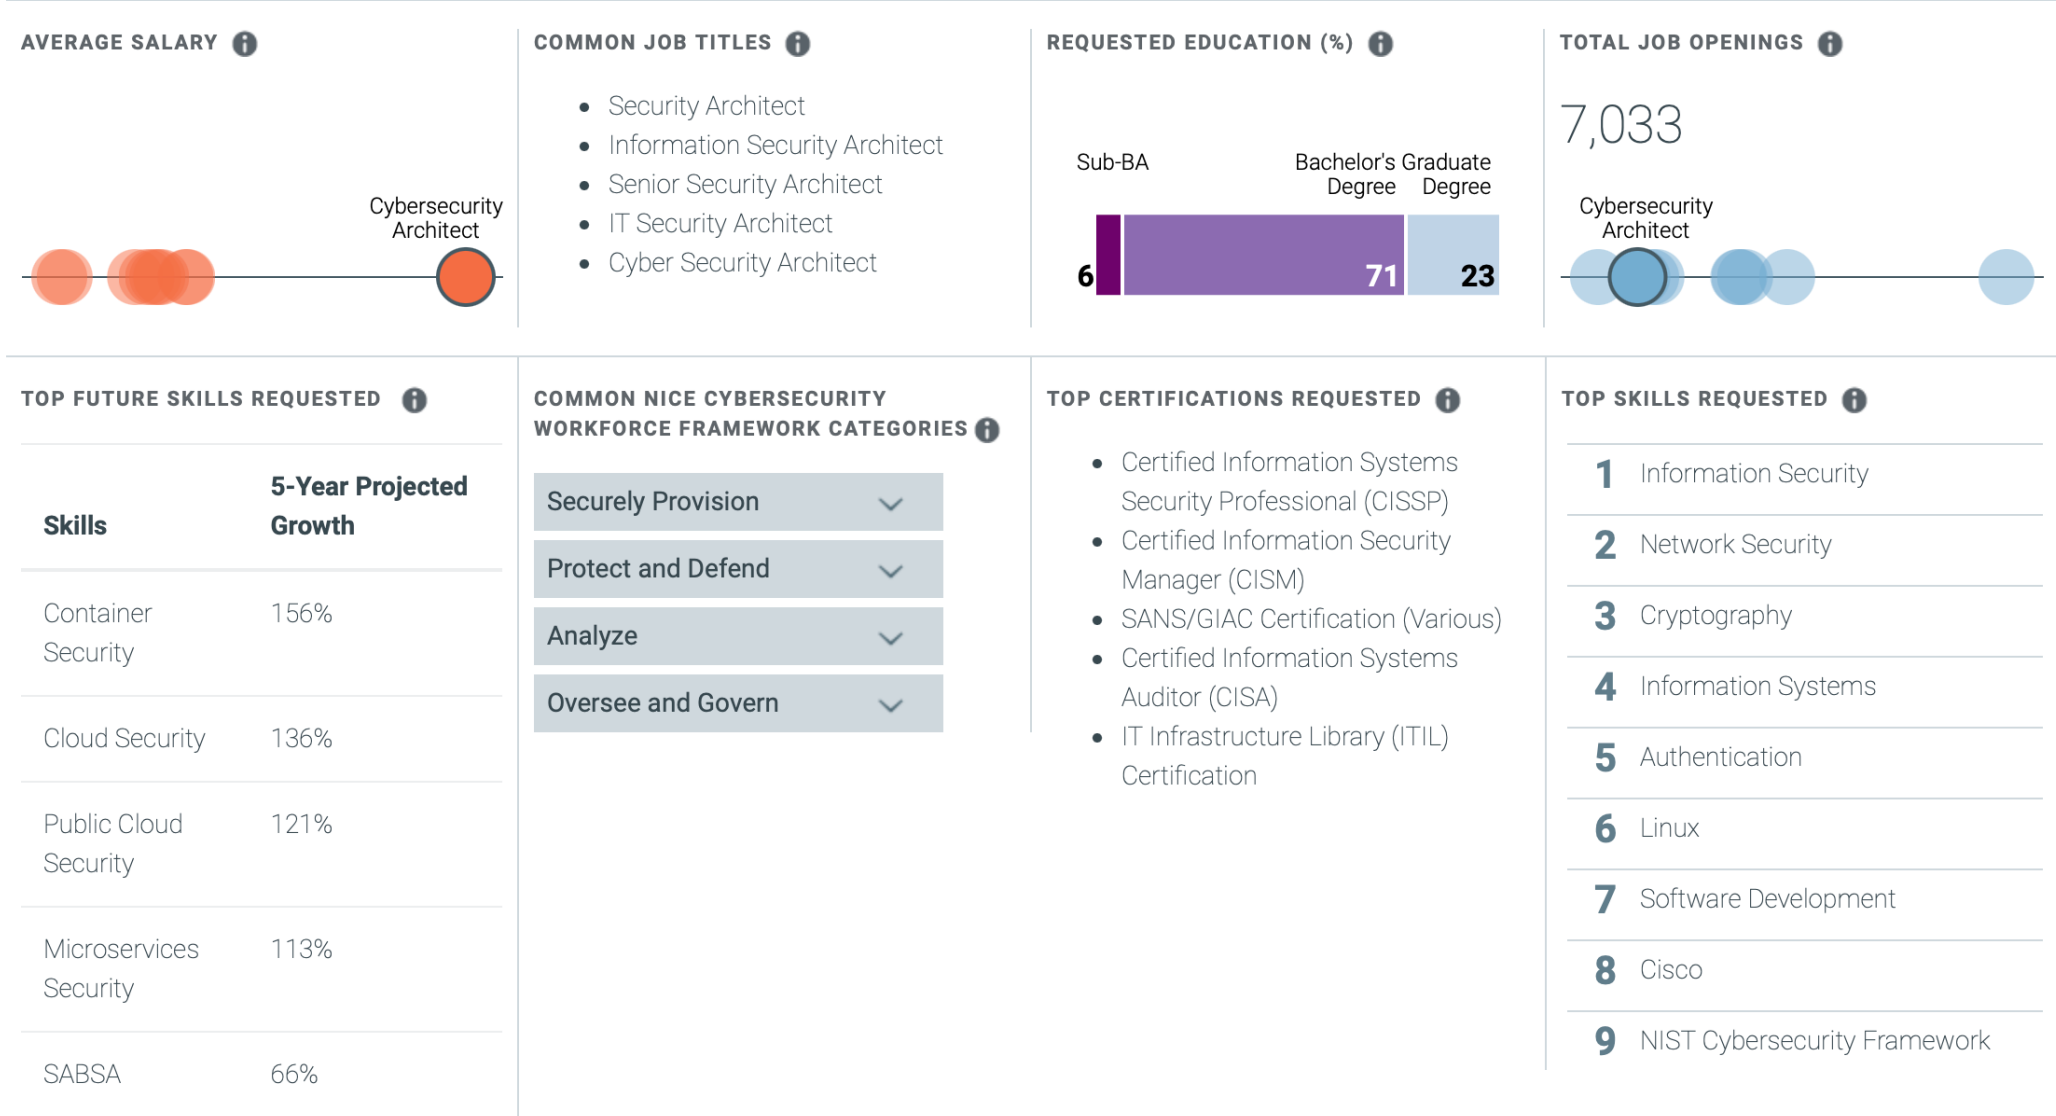 AVERAGE SALARY
Cybersecurity
Architect
COMMON JOB TITLES
Security Architect
Information Security Architect
Senior Security Architect
IT Security Architect
Cyber Security Architect
REQUESTED EDUCATION (%)
Sub-BA
Bachelor's
Degree
Graduate
Degree
6
71
23
TOTAL JOB OPENINGS
7,033
Cybersecurity
Architect
TOP FUTURE SKILLS REQUESTED
Skills
5-Year Projected
Growth
Container
Security
156%
Cloud Security
136%
Public Cloud
Security
121%
Microservices
Security
113%
SABSA
66%
COMMON NICE CYBERSECURITY
WORKFORCE FRAMEWORK CATEGORIES
Securely Provision
Protect and Defend
Analyze
Oversee and Govern
TOP CERTIFICATIONS REQUESTED
Certified Information Systems
Security Professional (CISSP)
Certified Information Security
Manager (CISM)
SANS/GIAC Certification (Various)
Certified Information Systems
Auditor (CISA)
IT Infrastructure Library (ITIL)
Certification
TOP SKILLS REQUESTED
1 Information Security
2 Network Security
3 Cryptography
4 Information Systems
5 Authentication
6 Linux
7 Software Development
8 Cisco
9 NIST Cybersecurity Framework